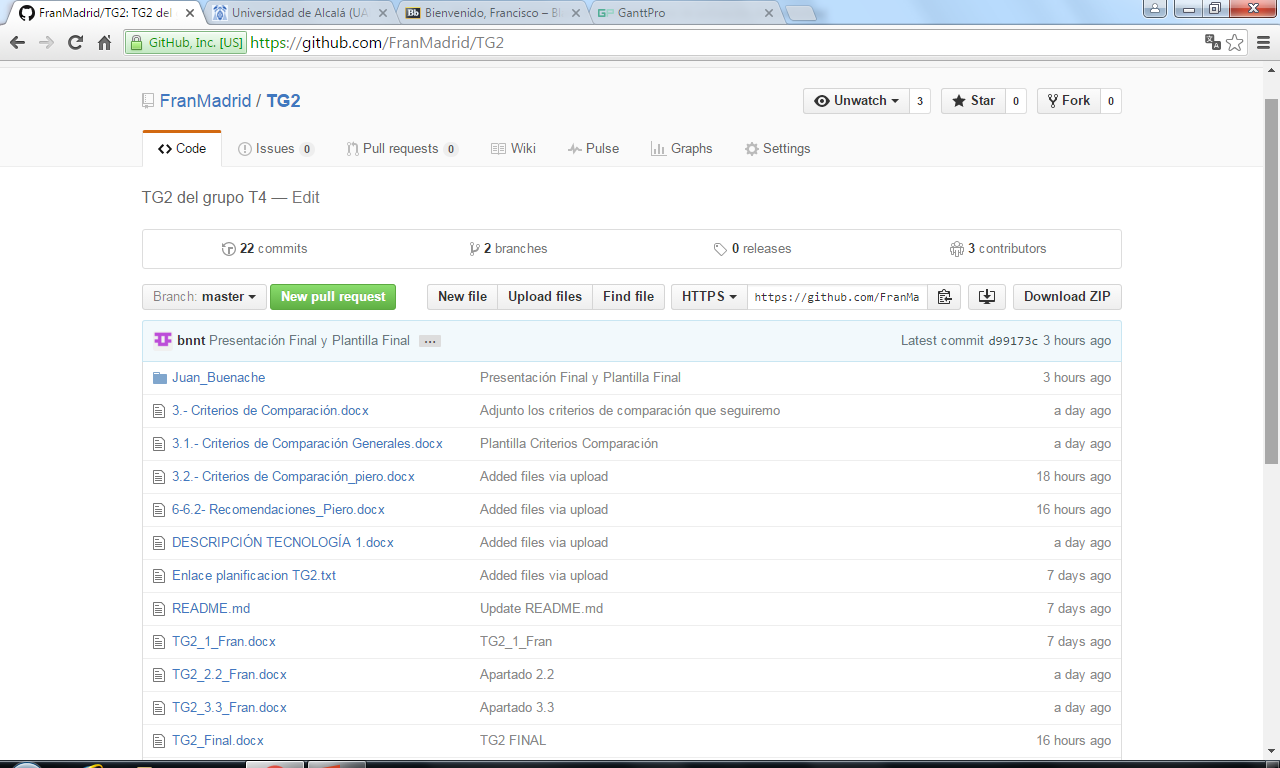 FranMadrid/TG2: TG2 del
Universidad de Alcalá (UA
Bb Bienvenido, Francisco – Bl
GP GanttPro
GitHub, Inc. [US] https://github.com/FranMadrid/TG2
FranMadrid / TG2
Unwatch 3 Star 0 Fork 0
Code Issues 0 Pull requests 0 Wiki Pulse Graphs Settings
TG2 del grupo T4 — Edit
22 commits 2 branches 0 releases 3 contributors
Branch: master New pull request New file Upload files Find file HTTPS https://github.com/FranMa Download ZIP
bnnt Presentación Final y Plantilla Final ... Latest commit d99173c 3 hours ago
Juan_Buenache Presentación Final y Plantilla Final 3 hours ago
3.- Criterios de Comparación.docx Adjunto los criterios de comparación que seguiremo a day ago
3.1.- Criterios de Comparación Generales.docx Plantilla Criterios Comparación a day ago
3.2.- Criterios de Comparación_piero.docx Added files via upload 18 hours ago
6-6.2- Recomendaciones_Piero.docx Added files via upload 16 hours ago
DESCRIPCIÓN TECNOLOGÍA 1.docx Added files via upload a day ago
Enlace planificacion TG2.txt Added files via upload 7 days ago
README.md Update README.md 7 days ago
TG2_1_Fran.docx TG2_1_Fran 7 days ago
TG2_2.2_Fran.docx Apartado 2.2 a day ago
TG2_3.3_Fran.docx Apartado 3.3 a day ago
TG2_Final.docx TG2 FINAL 16 hours ago